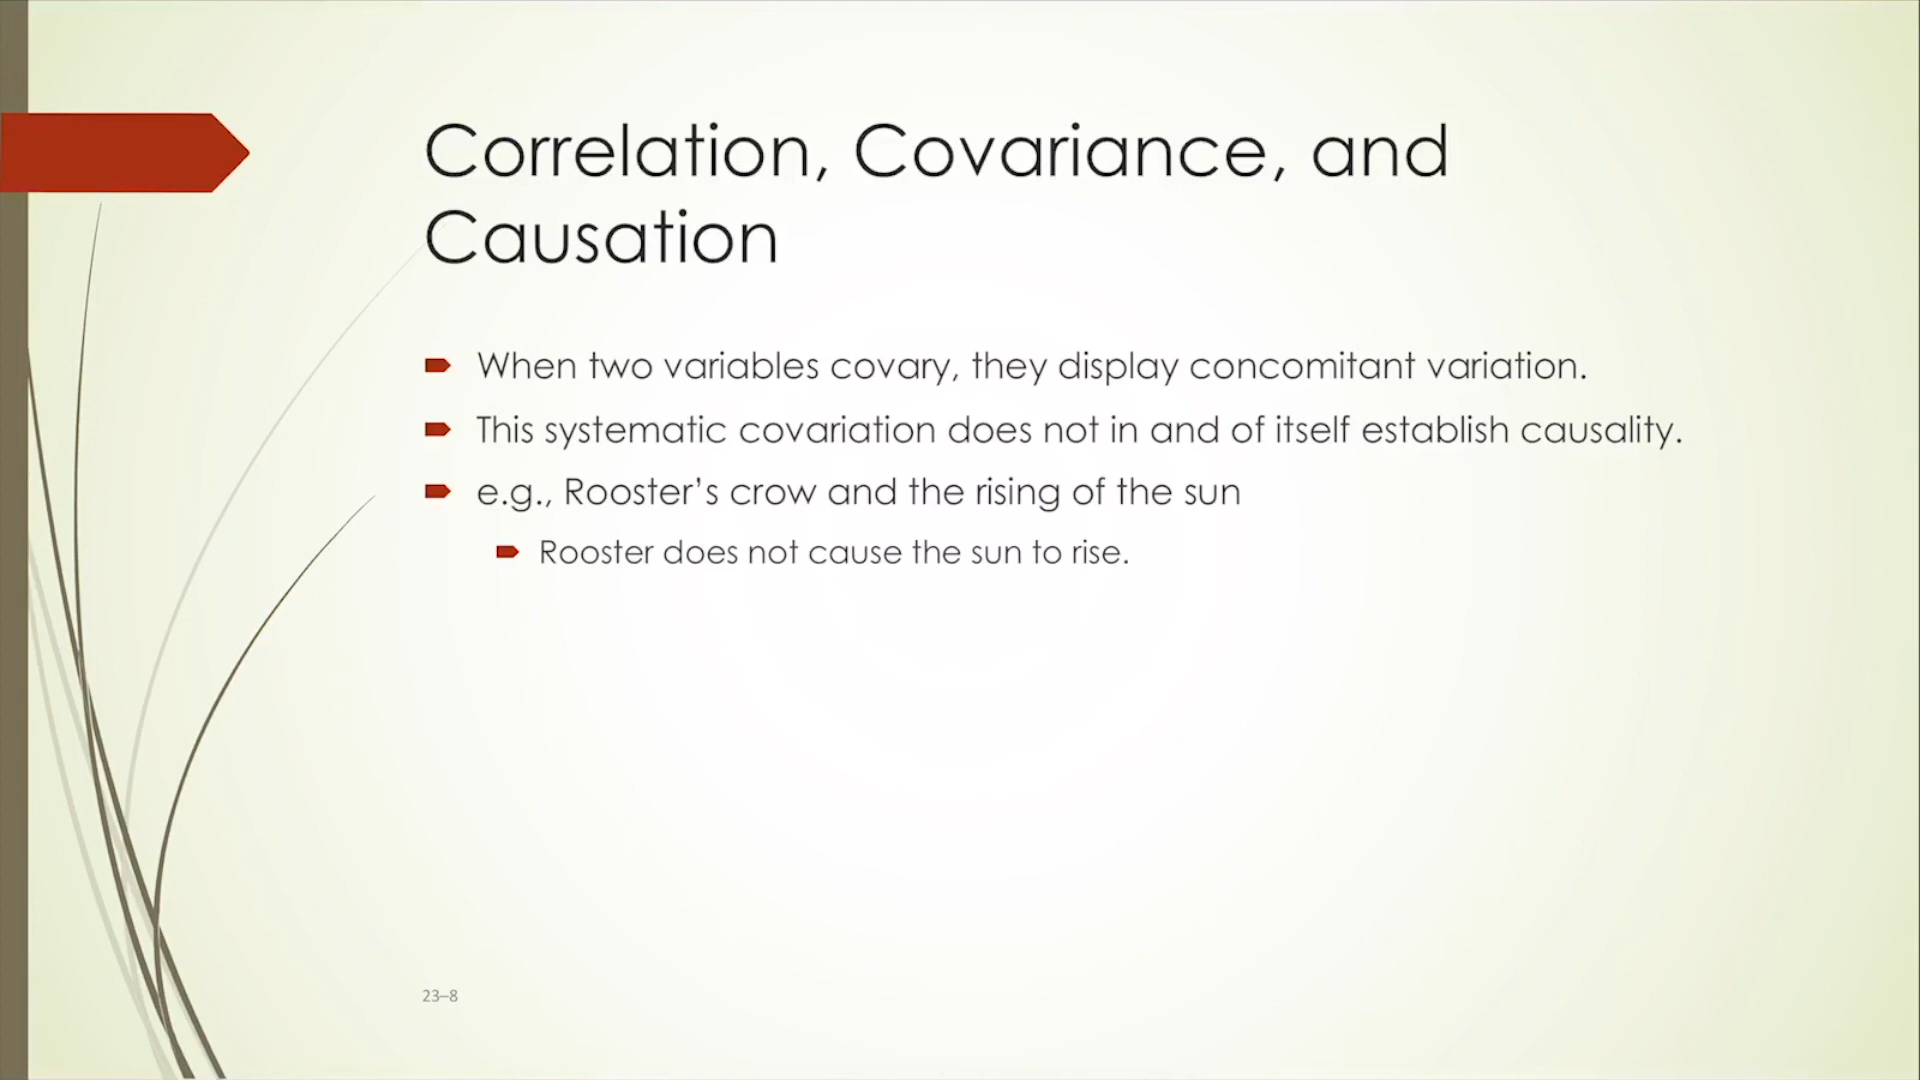 Correlation, Covariance, and
Causation
When two variables covary, they display concomitant variation.
This systematic covariation does not in and of itself establish causality.
e.g., Rooster’s crow and the rising of the sun
Rooster does not cause the sun to rise.
23–8